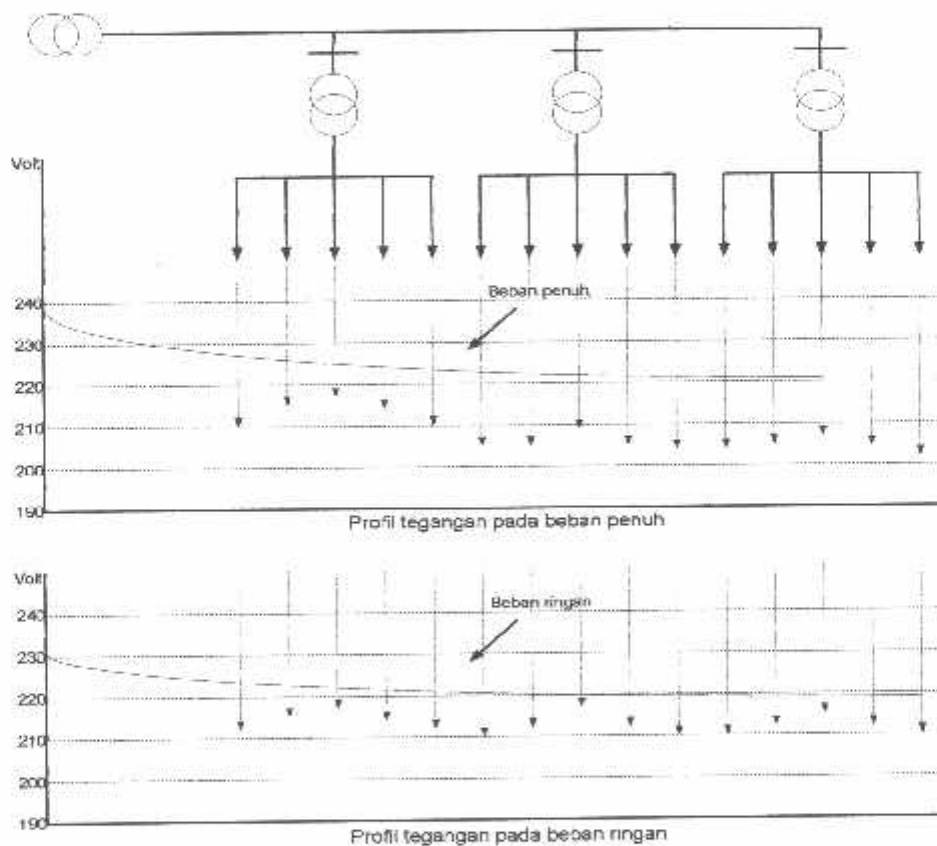 Volt
240
Beban penuh
230
220
210
200
190
Profil tegangan pada beban penuh
Volt
240
Beban ringan
230
220
210
200
190
Profil tegangan pada beban ringan